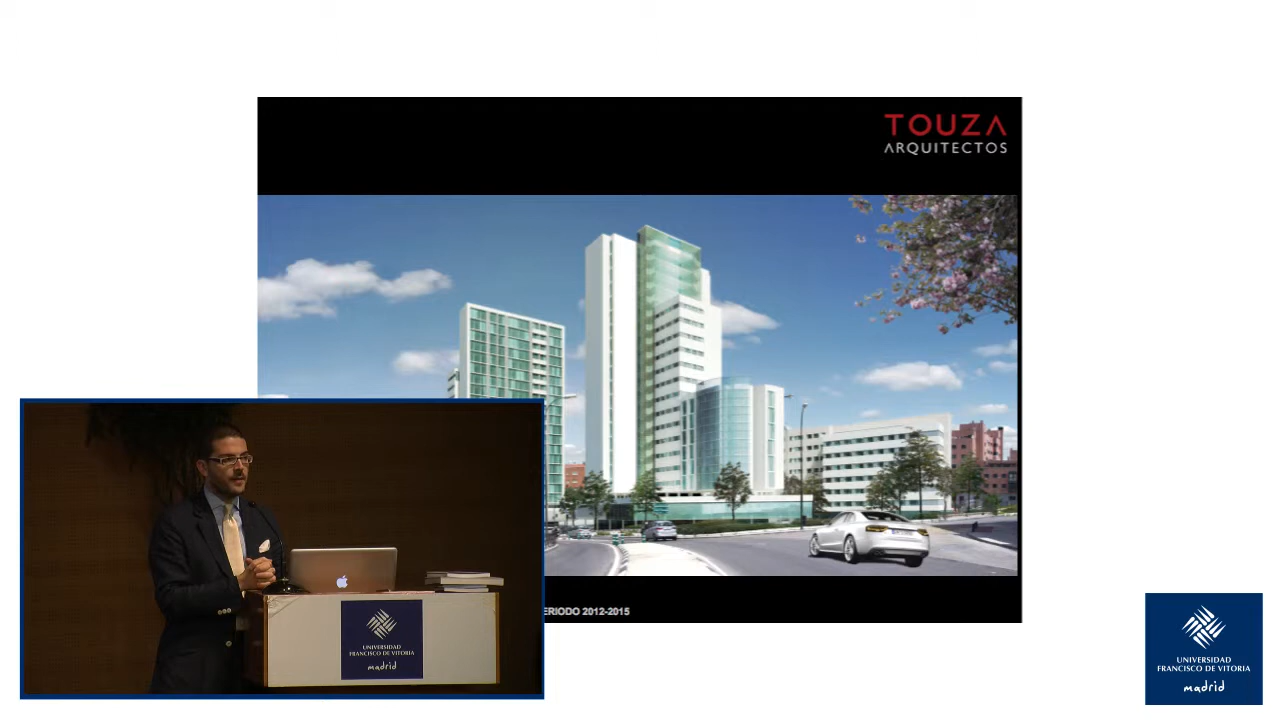 TOUZA
ARQUITECTOS
ERIODO 2012-2015
UNIVERSIDAD
FRANCISCO DE VITORIA
madrid
UNIVERSIDAD
FRANCISCO DE VITORIA
madrid